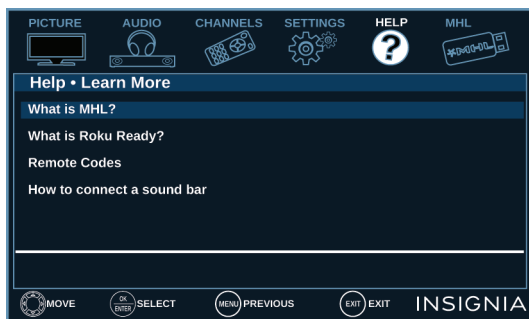 PICTURE AUDIO CHANNELS SETTINGS HELP MHL
?
MHL
Help • Learn More
What is MHL?
What is Roku Ready?
Remote Codes
How to connect a sound bar
MOVE OK ENTER SELECT MENU PREVIOUS EXIT EXIT INSIGNIA